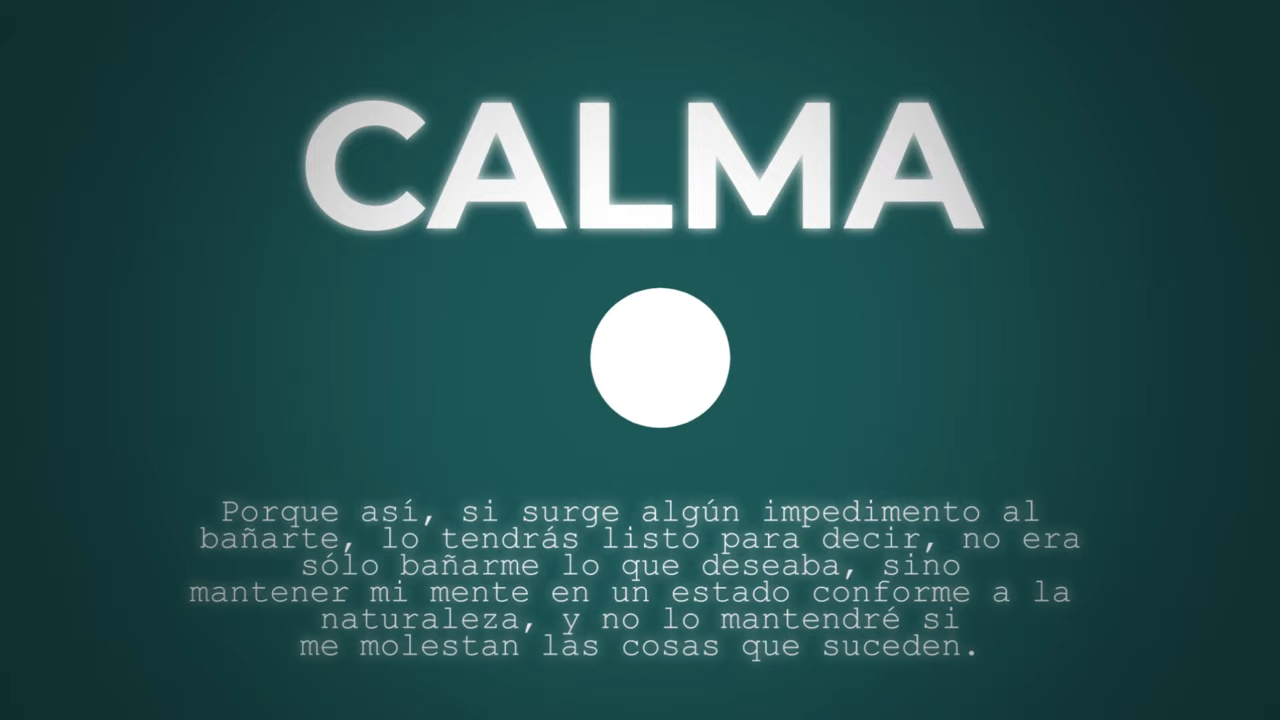 CALMA
Porque así, si surge algún impedimento al
bañarte, lo tendrás listo para decir, no era
sólo bañarme lo que deseaba, sino
mantener mi mente en un estado conforme a la
naturaleza, y no lo mantendré si
me molestan las cosas que suceden.